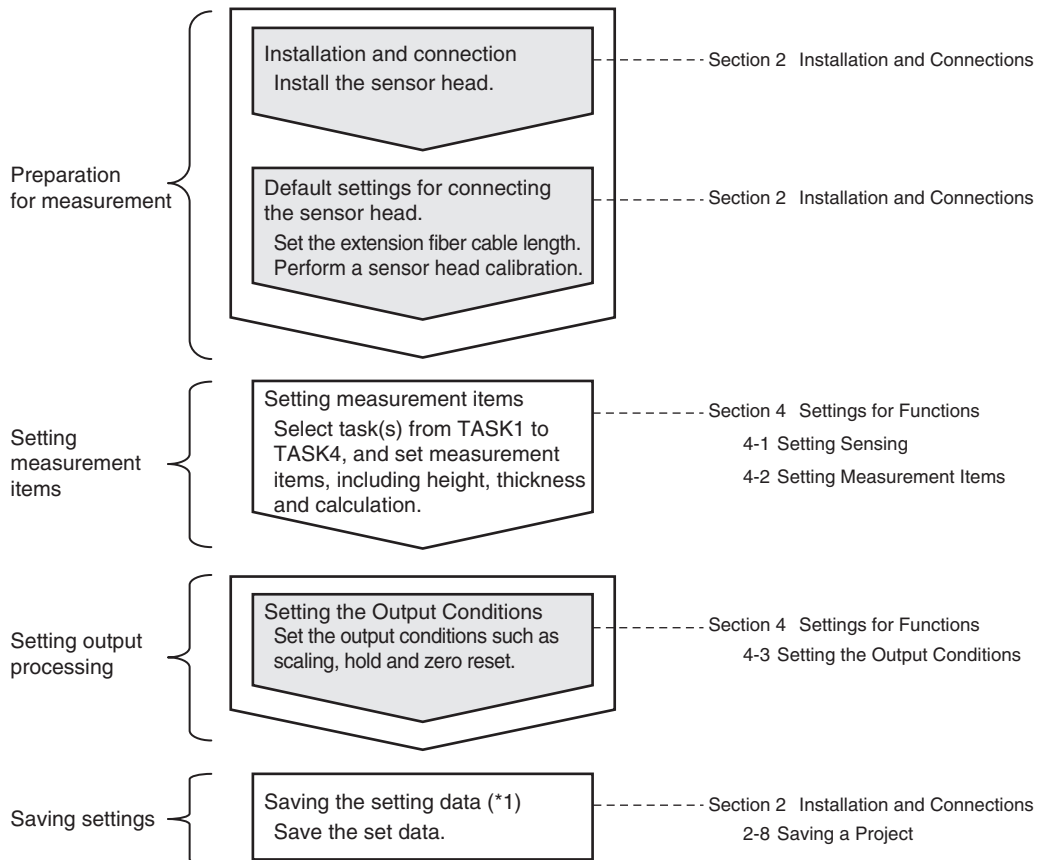 Preparation
for measurement
Installation and connection
Install the sensor head.
Section 2 Installation and Connections
Default settings for connecting
the sensor head.
Set the extension fiber cable length.
Perform a sensor head calibration.
Section 2 Installation and Connections
Setting
measurement
items
Setting measurement items
Select task(s) from TASK1 to
TASK4, and set measurement
items, including height, thickness
and calculation.
Section 4 Settings for Functions
4-1 Setting Sensing
4-2 Setting Measurement Items
Setting output
processing
Setting the Output Conditions
Set the output conditions such as
scaling, hold and zero reset.
Section 4 Settings for Functions
4-3 Setting the Output Conditions
Saving settings
Saving the setting data (*1)
Save the set data.
Section 2 Installation and Connections
2-8 Saving a Project